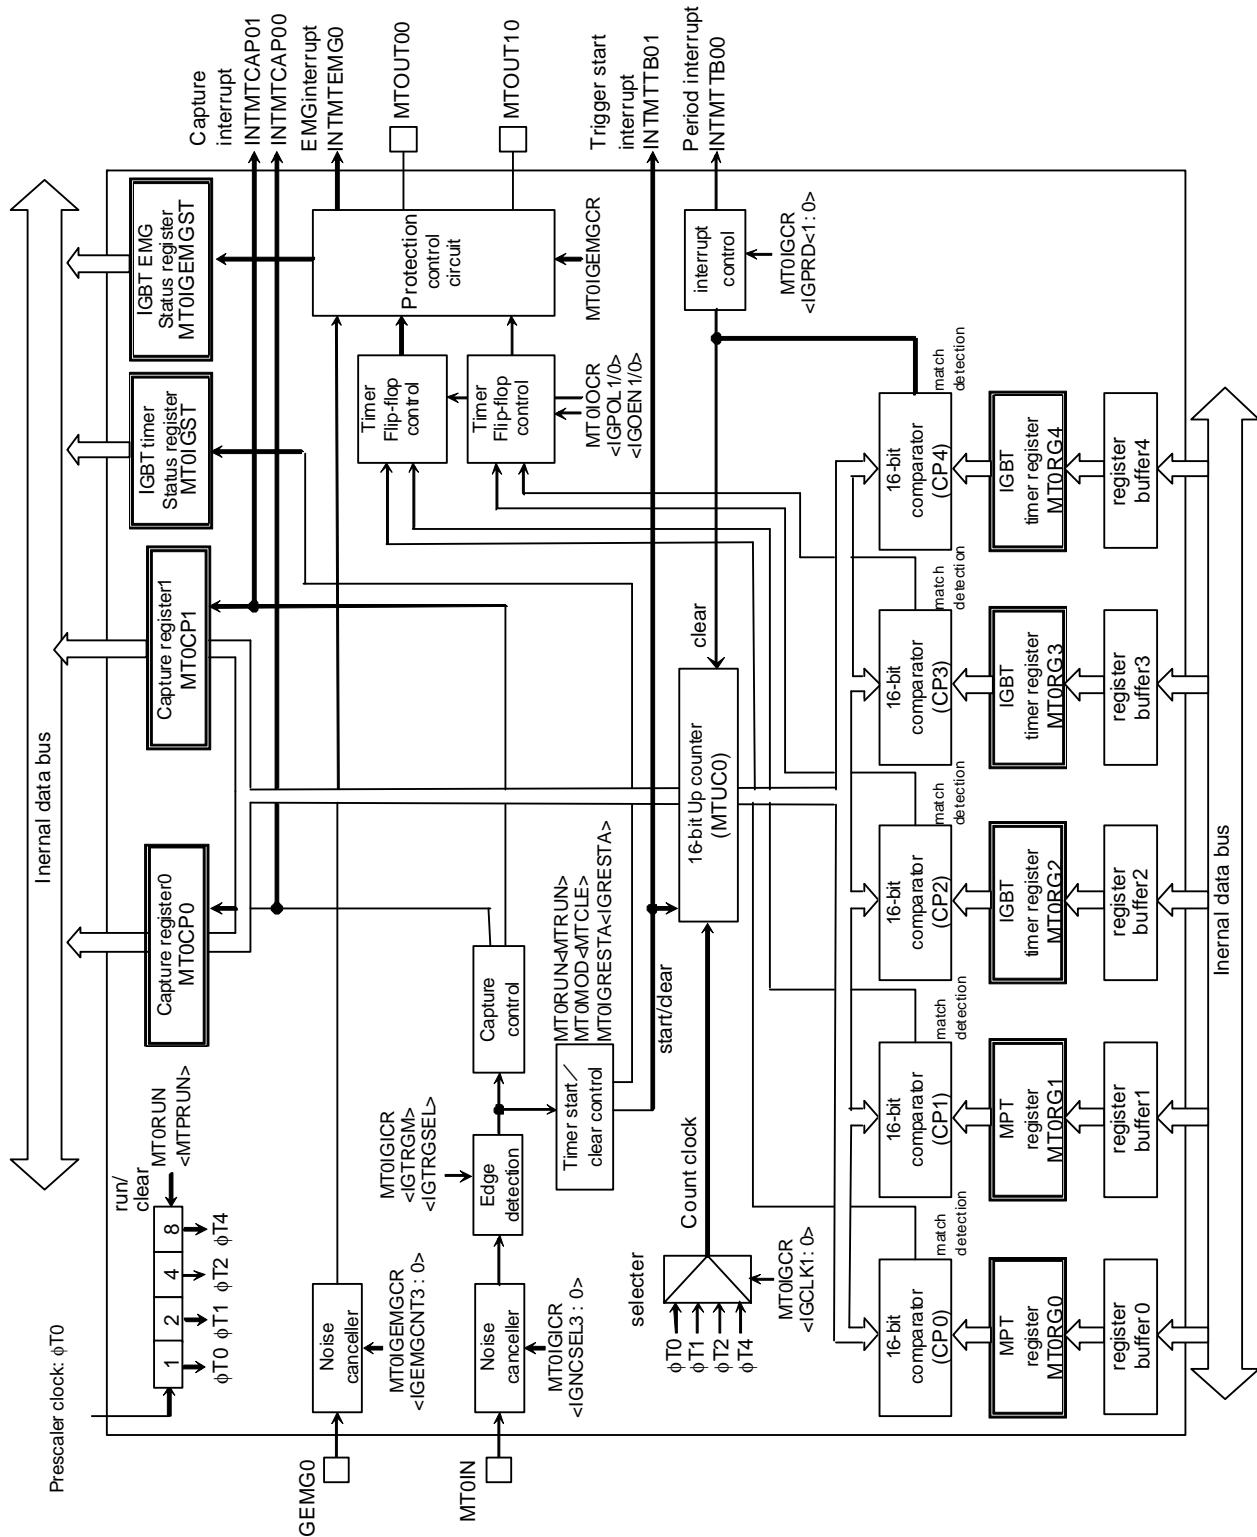 Prescaler clock: ϕT0
run/
clear
MT0RUN
<MTPRUN>
1
2
4
8
ϕT0
ϕT1
ϕT2
ϕT4
Inernal data bus
Capture register0
MT0CP0
Capture register1
MT0CP1
IGBT timer
Status register
MT0IGST
IGBT EMG
Status register
MT0IGEMGST
Capture
interrupt
INTMTCAP01
INTMTCAP00
EMGinterrupt
INTMTEMG0
MTOUT00
MTOUT10
Trigger start
interrupt
INTMTTB01
Period interrupt
INTMTTB00
GEMG0
Noise
canceller
MT0IGEMGCR
<IGEMGCNT3 : 0>
MT0IN
Noise
canceller
MT0IGICR
<IGNCSEL3 : 0>
MT0IGICR
<IGTRGM>
<IGTRGSEL>
Edge
detection
Capture
control
Timer start／
clear control
MT0RUN<MTRUN>
MT0MOD<MTCLE>
MT0IGRESTA<IGRESTA>
Timer
Flip-flop
control
Timer
Flip-flop
control
MT0IOCR
<IGPOL1/0>
<IGOEN1/0>
Protection
control
circuit
MT0IGEMGCR
interrupt
control
MT0IGCR
<IGPRD<1 : 0>
start/clear
clear
selecter
ϕT0
ϕT1
ϕT2
ϕT4
Count clock
MT0IGCR
<IGCLK1 : 0>
16-bit Up counter
(MTUC0)
16-bit
comparator
(CP0)
match
detection
16-bit
comparator
(CP1)
match
detection
16-bit
comparator
(CP2)
match
detection
16-bit
comparator
(CP3)
match
detection
16-bit
comparator
(CP4)
match
detection
MPT
register
MT0RG0
MPT
register
MT0RG1
IGBT
timer register
MT0RG2
IGBT
timer register
MT0RG3
IGBT
timer register
MT0RG4
register
buffer0
register
buffer1
register
buffer2
register
buffer3
register
buffer4
Inernal data bus